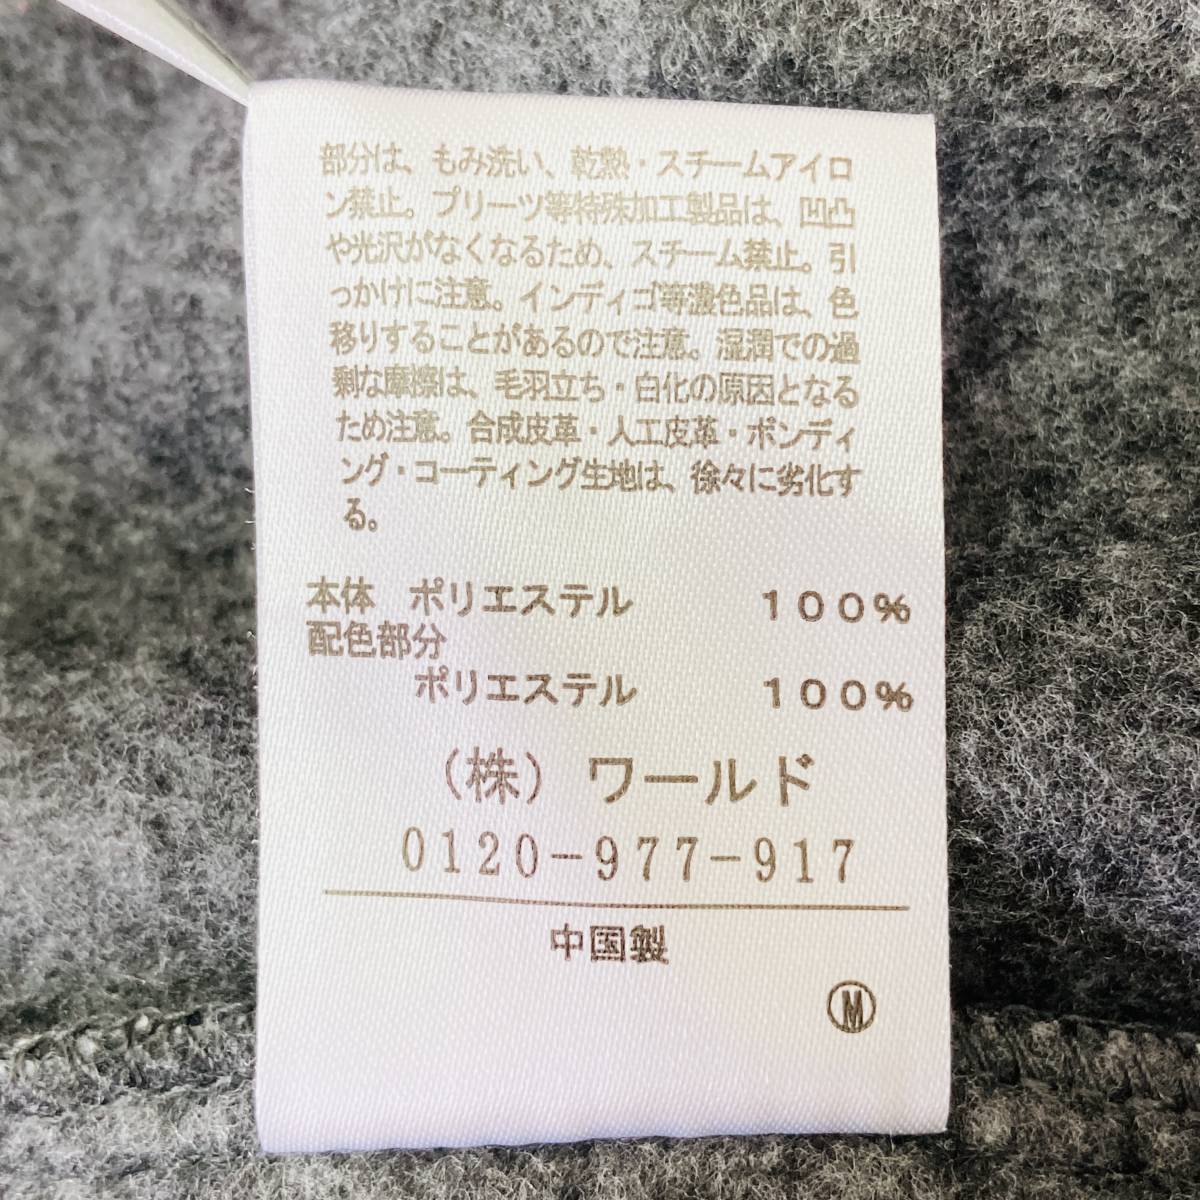 部分は、もみ洗い、乾熱・スチームアイロ
ン禁止。プリーツ等特殊加工製品は、凹凸
や光沢がなくなるため、スチーム禁止。引
っかけに注意。インディゴ等濃色品は、色
移りすることがあるので注意。湿潤での過
剰な摩擦は、毛羽立ち・白化の原因となる
ため注意。合成皮革・人工皮革・ボンディ
ング・コーティング生地は、徐々に劣化す
る。
本体 ポリエステル 100%
配色部分
ポリエステル 100%
(株) ワールド
0120-977-917
中国製
Ⓜ